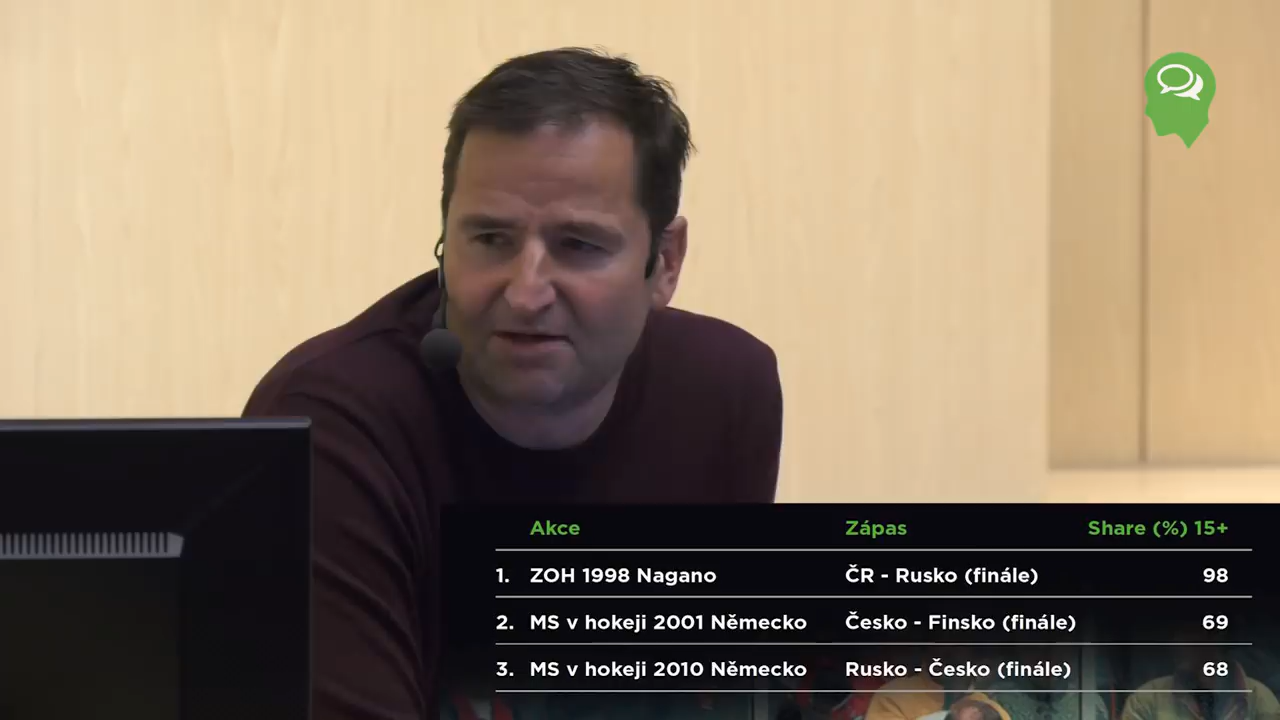 Akce Zápas Share (%) 15+
1. ZOH 1998 Nagano ČR - Rusko (finále) 98
2. MS v hokeji 2001 Německo Česko - Finsko (finále) 69
3. MS v hokeji 2010 Německo Rusko - Česko (finále) 68